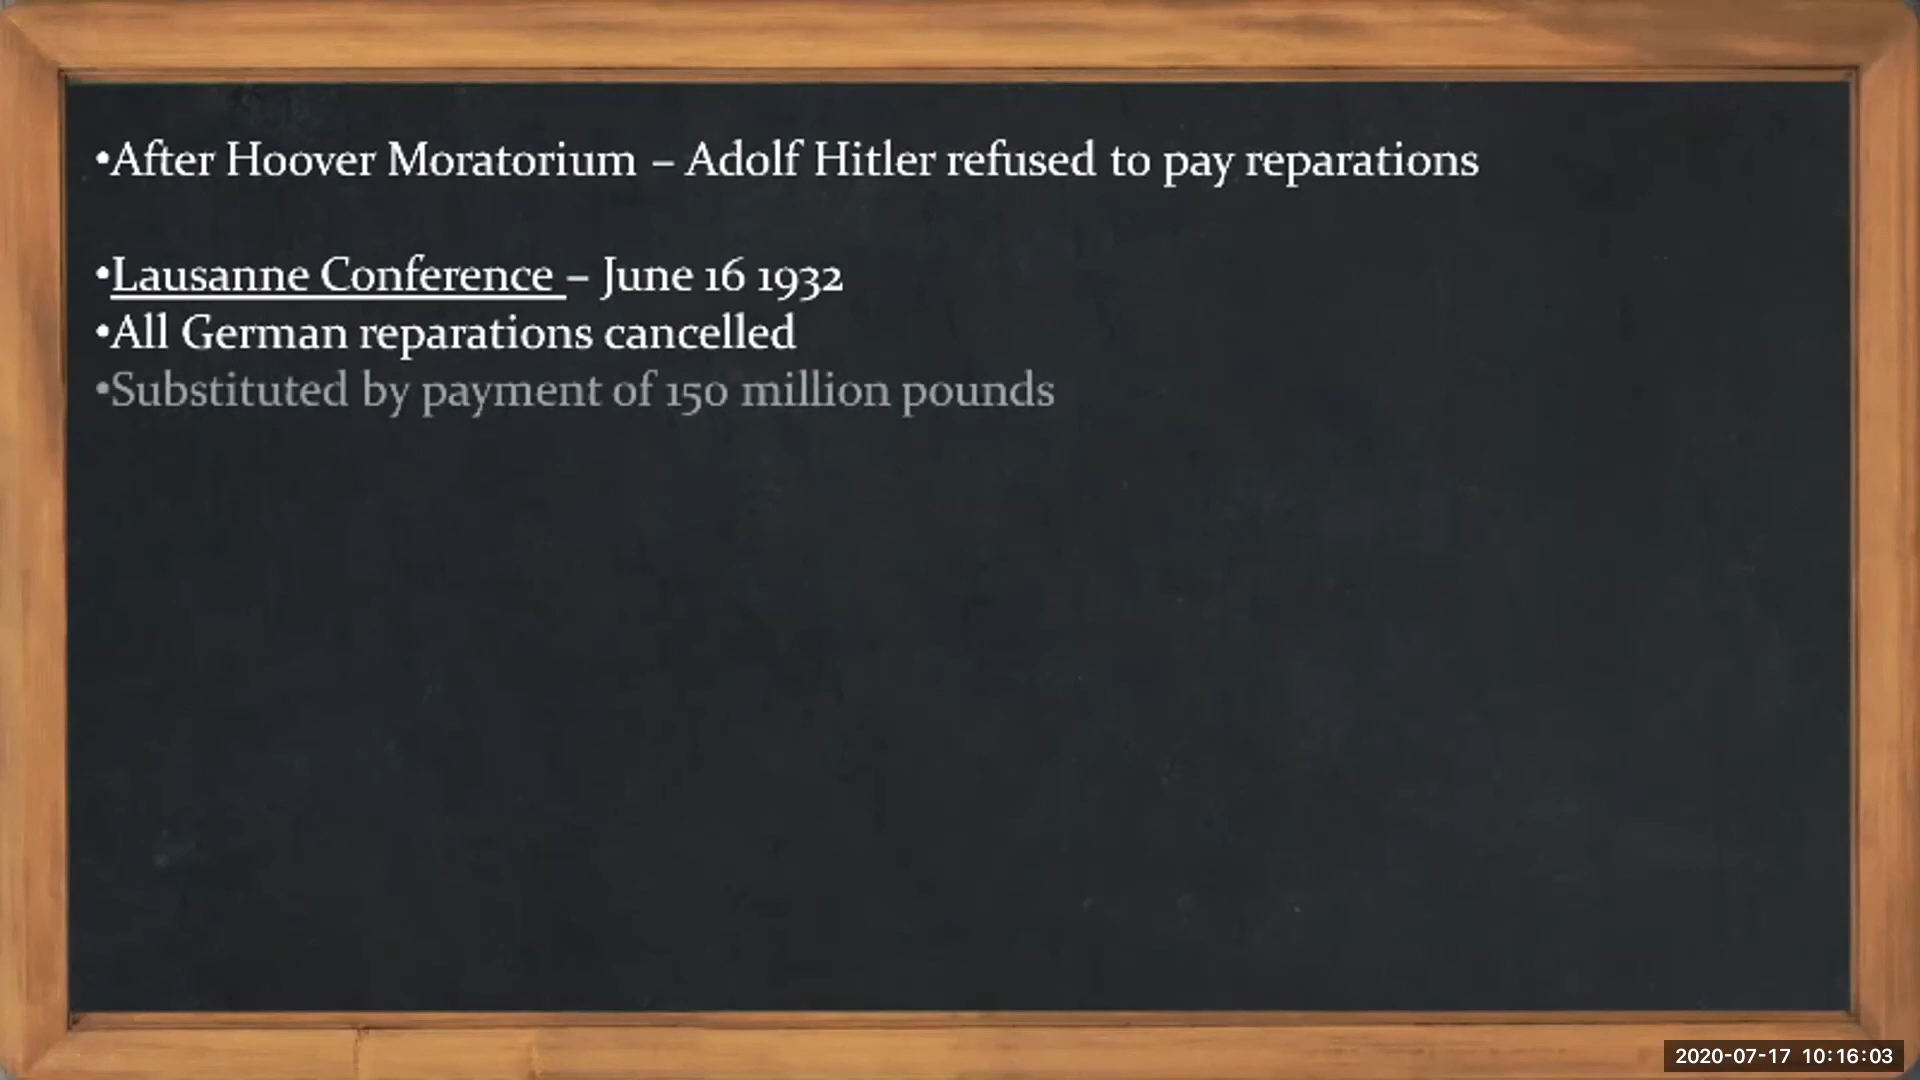 •After Hoover Moratorium – Adolf Hitler refused to pay reparations
•Lausanne Conference – June 16 1932
•All German reparations cancelled
•Substituted by payment of 150 million pounds
2020-07-17 10:16:03